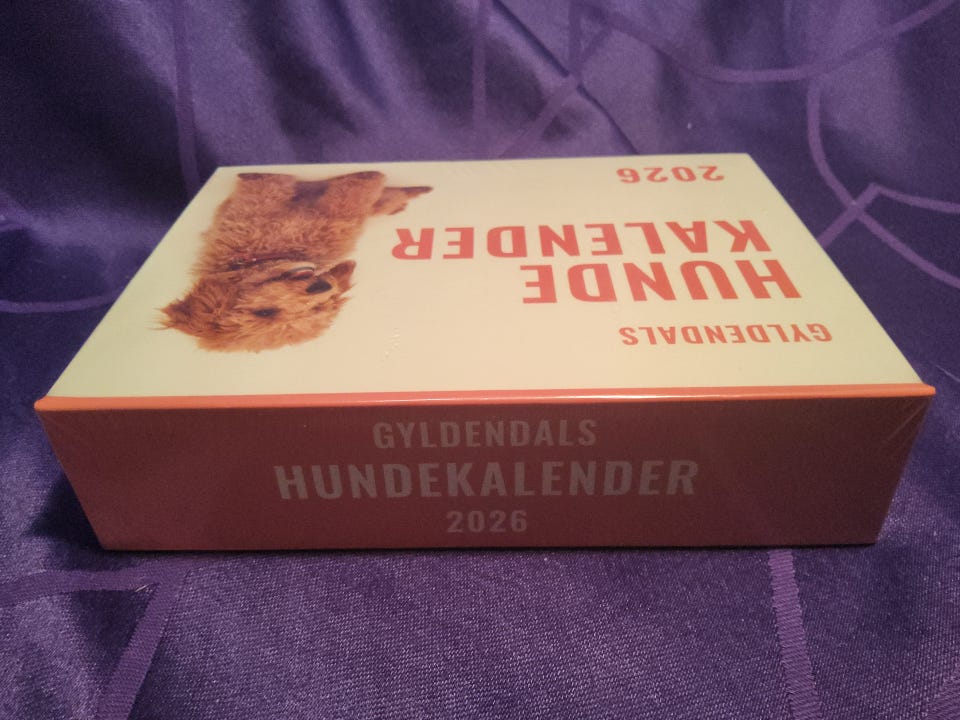 GYLDENDALS
HUNDE
KALENDER
2026
GYLDENDALS
HUNDEKALENDER
2026